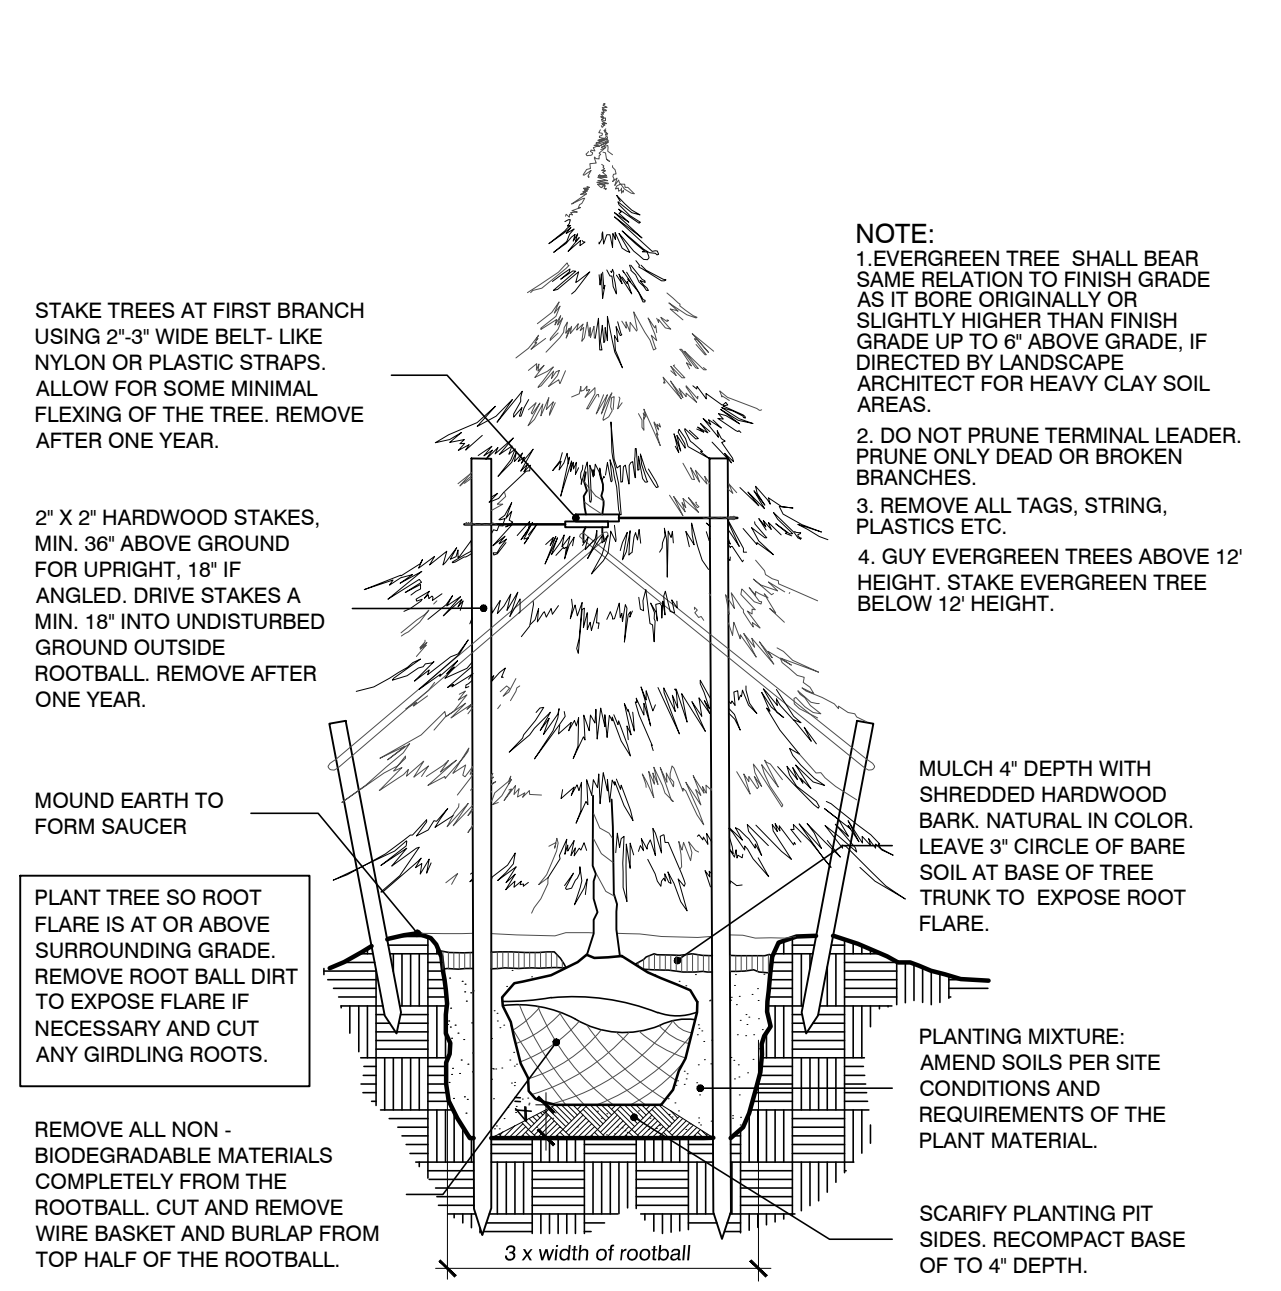 STAKE TREES AT FIRST BRANCH
USING 2"-3" WIDE BELT- LIKE
NYLON OR PLASTIC STRAPS.
ALLOW FOR SOME MINIMAL
FLEXING OF THE TREE. REMOVE
AFTER ONE YEAR.
2" X 2" HARDWOOD STAKES,
MIN. 36" ABOVE GROUND
FOR UPRIGHT, 18" IF
ANGLED. DRIVE STAKES A
MIN. 18" INTO UNDISTURBED
GROUND OUTSIDE
ROOTBALL. REMOVE AFTER
ONE YEAR.
MOUND EARTH TO
FORM SAUCER
PLANT TREE SO ROOT
FLARE IS AT OR ABOVE
SURROUNDING GRADE.
REMOVE ROOT BALL DIRT
TO EXPOSE FLARE IF
NECESSARY AND CUT
ANY GIRDLING ROOTS.
REMOVE ALL NON -
BIODEGRADABLE MATERIALS
COMPLETELY FROM THE
ROOTBALL. CUT AND REMOVE
WIRE BASKET AND BURLAP FROM
TOP HALF OF THE ROOTBALL.
4"
3 x width of rootball
NOTE:
1.EVERGREEN TREE  SHALL BEAR
SAME RELATION TO FINISH GRADE
AS IT BORE ORIGINALLY OR
SLIGHTLY HIGHER THAN FINISH
GRADE UP TO 6" ABOVE GRADE, IF
DIRECTED BY LANDSCAPE
ARCHITECT FOR HEAVY CLAY SOIL
AREAS.
2. DO NOT PRUNE TERMINAL LEADER.
PRUNE ONLY DEAD OR BROKEN
BRANCHES.
3. REMOVE ALL TAGS, STRING,
PLASTICS ETC.
4. GUY EVERGREEN TREES ABOVE 12'
HEIGHT. STAKE EVERGREEN TREE
BELOW 12' HEIGHT.
MULCH 4" DEPTH WITH
SHREDDED HARDWOOD
BARK. NATURAL IN COLOR.
LEAVE 3" CIRCLE OF BARE
SOIL AT BASE OF TREE
TRUNK TO  EXPOSE ROOT
FLARE.
PLANTING MIXTURE:
AMEND SOILS PER SITE
CONDITIONS AND
REQUIREMENTS OF THE
PLANT MATERIAL.
SCARIFY PLANTING PIT
SIDES. RECOMPACT BASE
OF TO 4" DEPTH.